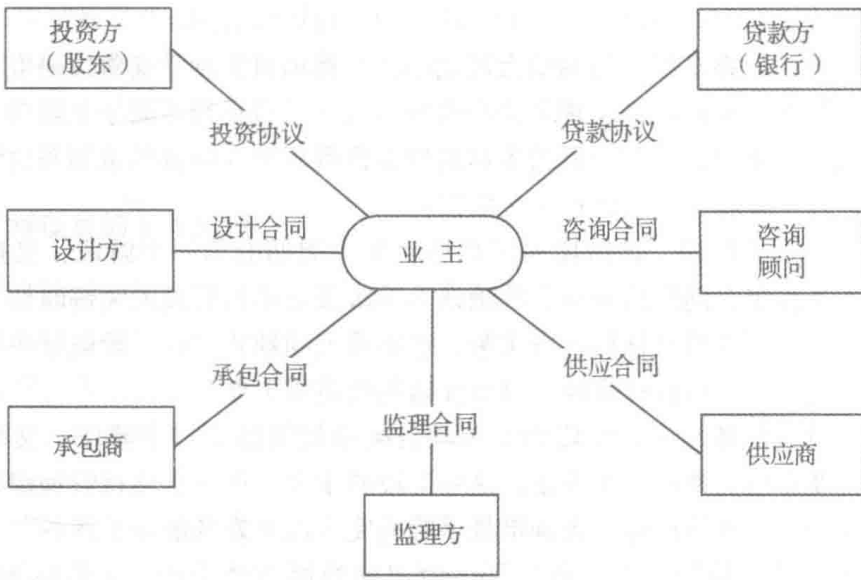 投资方
（股东）
贷款方
（银行）
投资协议
贷款协议
设计合同
咨询合同
设计方
业 主
咨询
顾问
承包合同
供应合同
监理合同
承包商
供应商
监理方